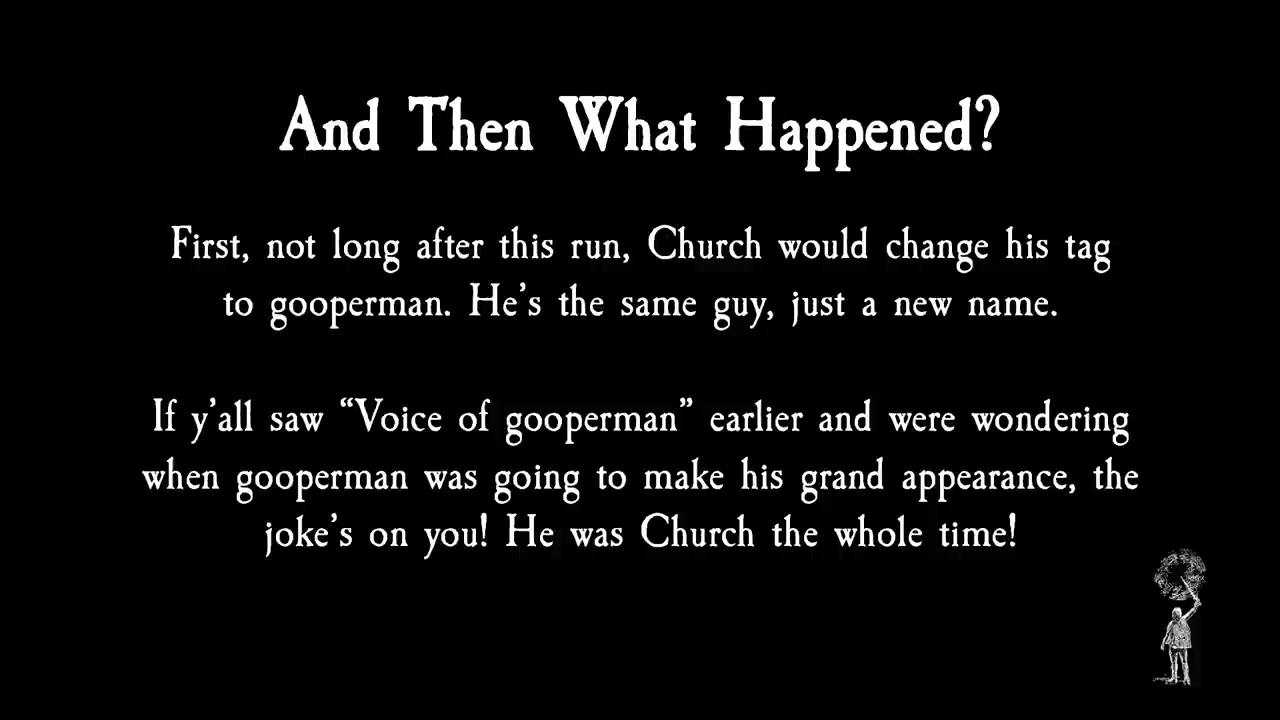 And Then What Happened?
First, not long after this run, Church would change his tag
to gooperman. He's the same guy, just a new name.
If y'all saw “Voice of gooperman” earlier and were wondering
when gooperman was going to make his grand appearance, the
joke's on you! He was Church the whole time!